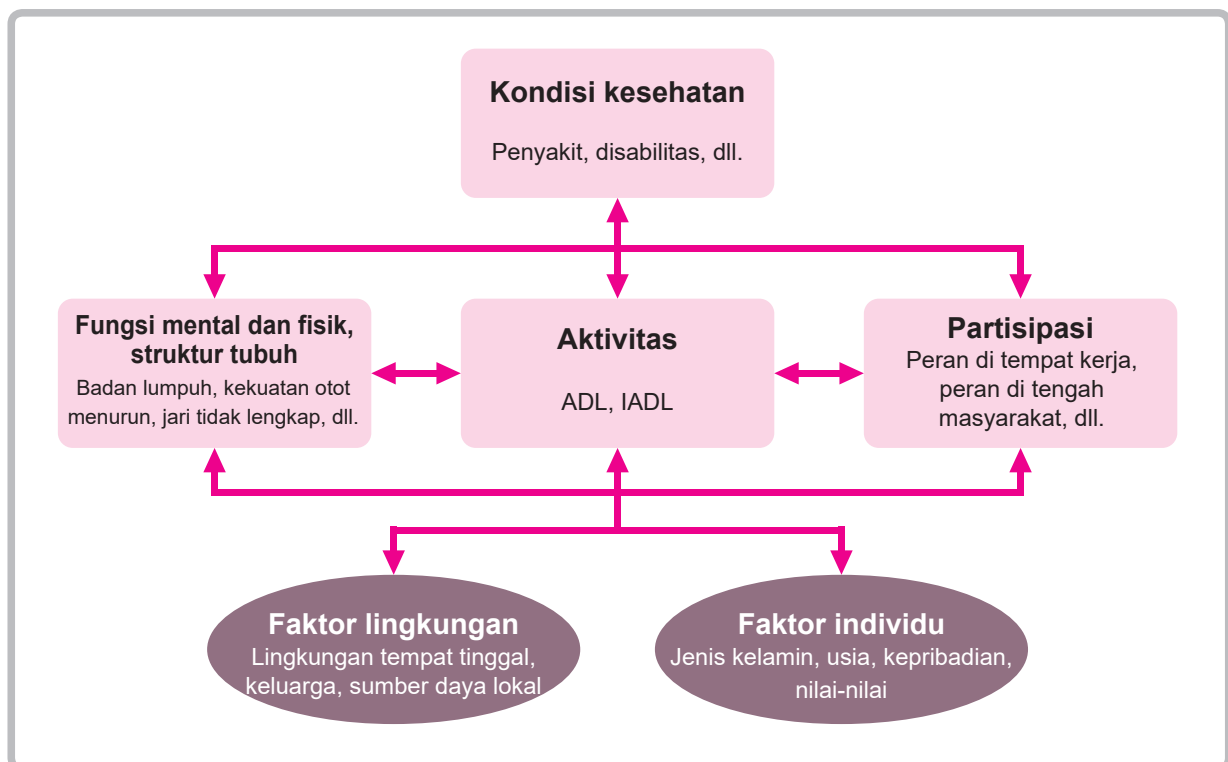 Kondisi kesehatan
Penyakit, disabilitas, dll.
Fungsi mental dan fisik,
struktur tubuh
Badan lumpuh, kekuatan otot
menurun, jari tidak lengkap, dll.
Aktivitas
ADL, IADL
Partisipasi
Peran di tempat kerja,
peran di tengah
masyarakat, dll.
Faktor lingkungan
Lingkungan tempat tinggal,
keluarga, sumber daya lokal
Faktor individu
Jenis kelamin, usia, kepribadian,
nilai-nilai